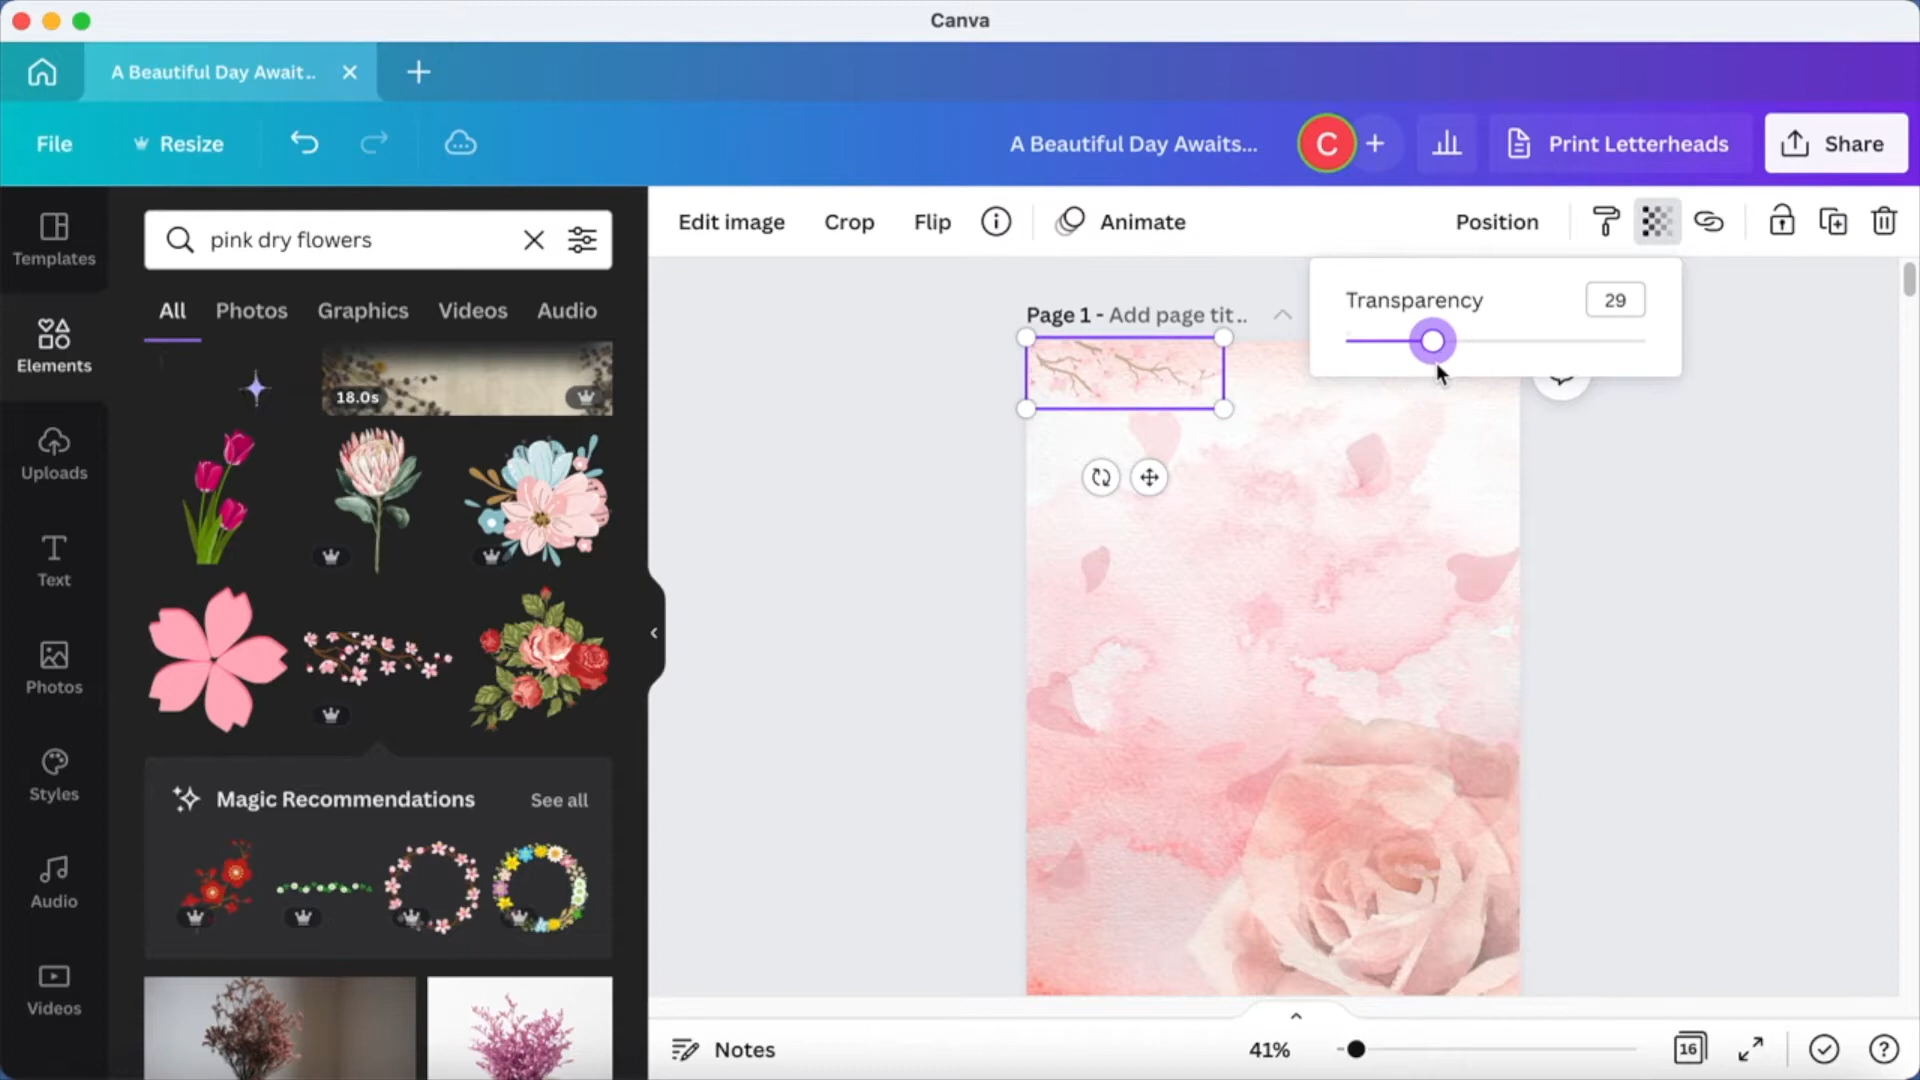 Canva
A Beautiful Day Await...
File
Resize
A Beautiful Day Awaits...
C
Print Letterheads
Share
Templates
Elements
Uploads
Text
Photos
Styles
Audio
Videos
pink dry flowers
All
Photos
Graphics
Videos
Audio
18.0s
Magic Recommendations
See all
Edit image
Crop
Flip
Animate
Position
Transparency
29
Page 1 - Add page tit...
Notes
41%
16